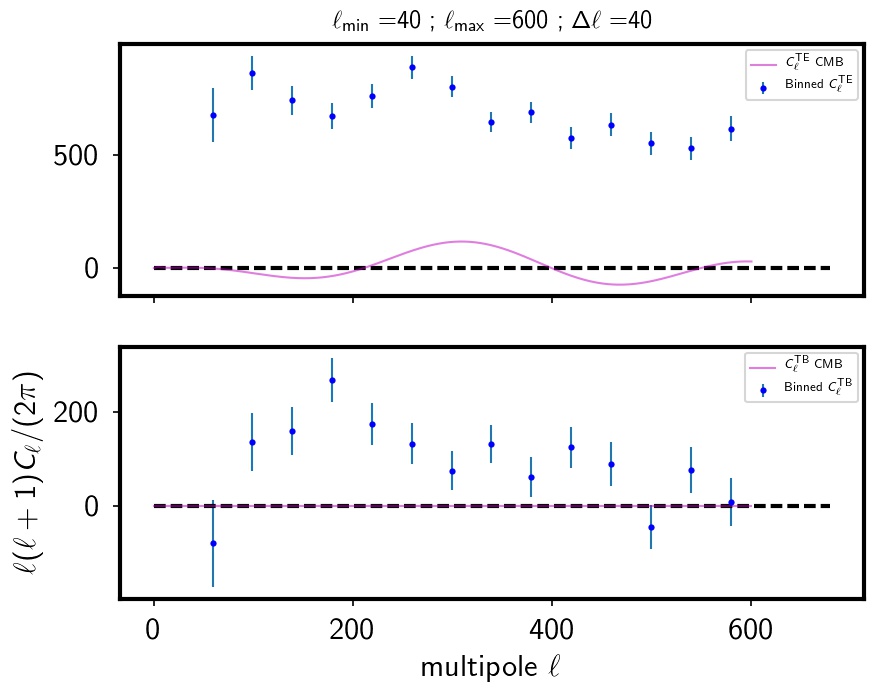 ℓmin =40 ; ℓmax =600 ; Δℓ =40
500
0
CℓTE CMB
Binned CℓTE
200
0
CℓTB CMB
Binned CℓTB
ℓ(ℓ + 1)Cℓ/(2π)
0 200 400 600
multipole ℓ